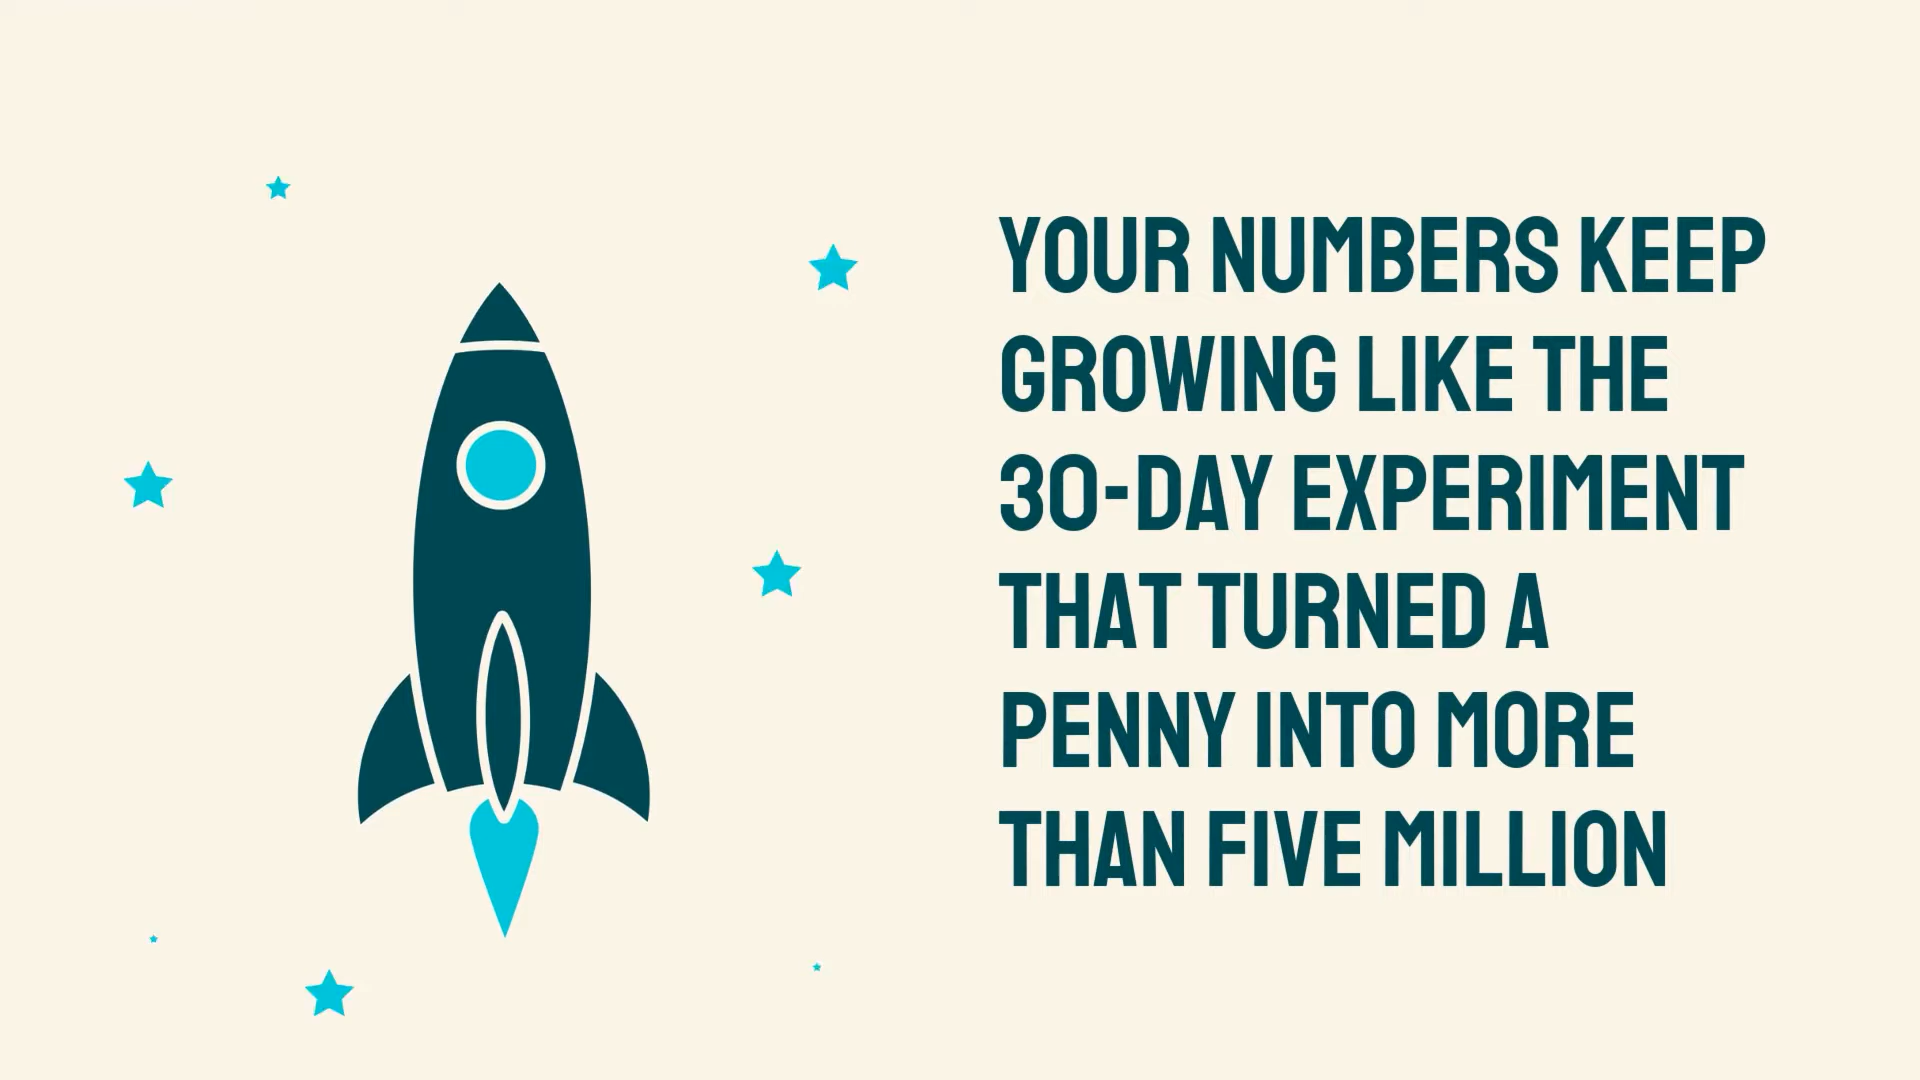 YOUR NUMBERS KEEP
GROWING LIKE THE
30-DAY EXPERIMENT
THAT TURNED A
PENNY INTO MORE
THAN FIVE MILLION